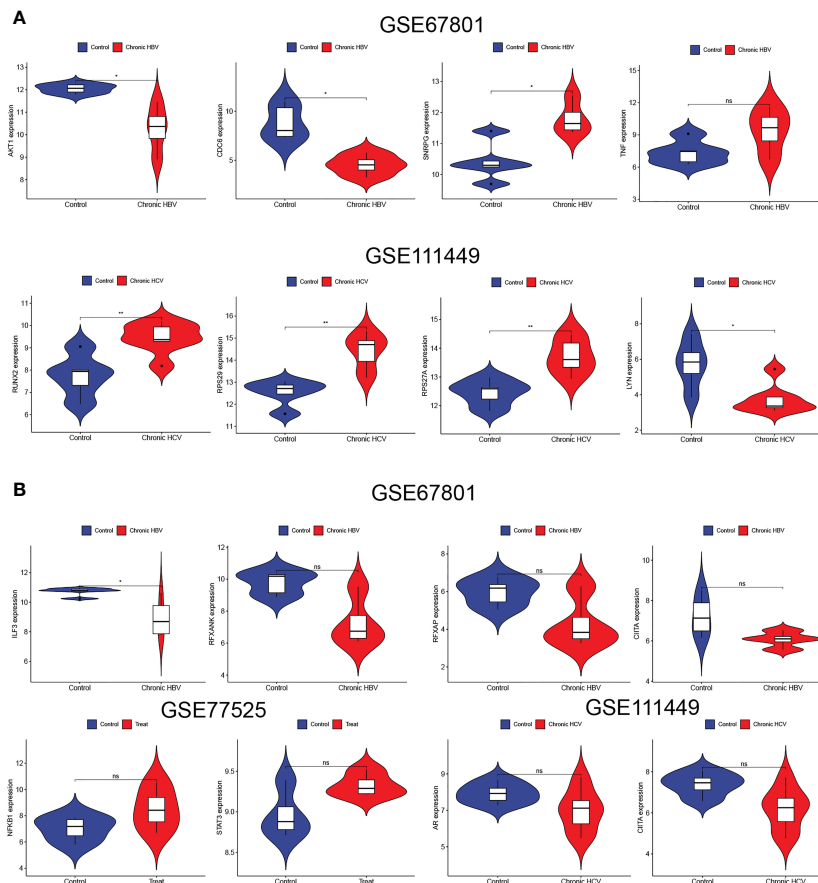 A
GSE67801
Control Chronic HBV
AKT1 expression
13
12
11
10
9
8
*
Control Chronic HBV
Control Chronic HBV
CDC6 expression
10
5
*
Control Chronic HBV
Control Chronic HBV
SNRPG expression
13
12
11
10
*
Control Chronic HBV
Control Chronic HBV
TNF expression
15
12
9
6
3
ns
Control Chronic HBV
GSE111449
Control Chronic HCV
RUNX2 expression
11
10
9
8
7
6
**
Control Chronic HCV
Control Chronic HCV
RPS29 expression
16
15
14
13
12
11
**
Control Chronic HCV
Control Chronic HCV
RPS27A expression
15
14
13
12
**
Control Chronic HCV
Control Chronic HCV
LYN expression
8
6
4
2
*
Control Chronic HCV
B
GSE67801
Control Chronic HBV
ILF3 expression
12
10
8
6
*
Control Chronic HBV
Control Chronic HBV
RFXANK expression
10
8
6
4
ns
Control Chronic HBV
Control Chronic HBV
RFXAP expression
8
6
4
2
ns
Control Chronic HBV
Control Chronic HBV
CIITA expression
10
8
6
4
ns
Control Chronic HBV
GSE77525
Control Treat
NFKB1 expression
12
10
8
6
4
ns
Control Treat
Control Treat
STAT3 expression
9.5
9.0
8.5
ns
Control Treat
GSE111449
Control Chronic HCV
AR expression
9
7
5
3
ns
Control Chronic HCV
Control Chronic HCV
CIITA expression
8
6
4
ns
Control Chronic HCV